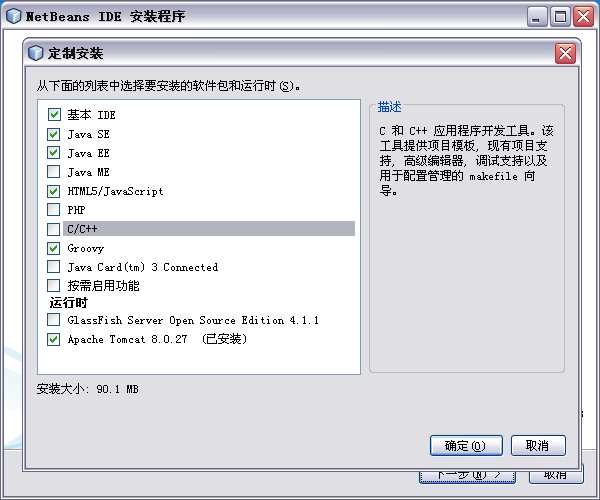 NetBeans IDE 安装程序
定制安装
从下面的列表中选择要安装的软件包和运行时(S)。
基本 IDE
Java SE
Java EE
Java ME
HTML5/JavaScript
PHP
C/C++
Groovy
Java Card(tm) 3 Connected
按需启用功能
运行时
GlassFish Server Open Source Edition 4.1.1
Apache Tomcat 8.0.27 (已安装)
描述
C 和 C++ 应用程序开发工具。该
工具提供项目模板, 现有项目支
持, 高级编辑器, 调试支持以及
用于配置管理的 makefile 向
导。
安装大小: 90.1 MB
确定(O)
取消
下一步(N) >
取消